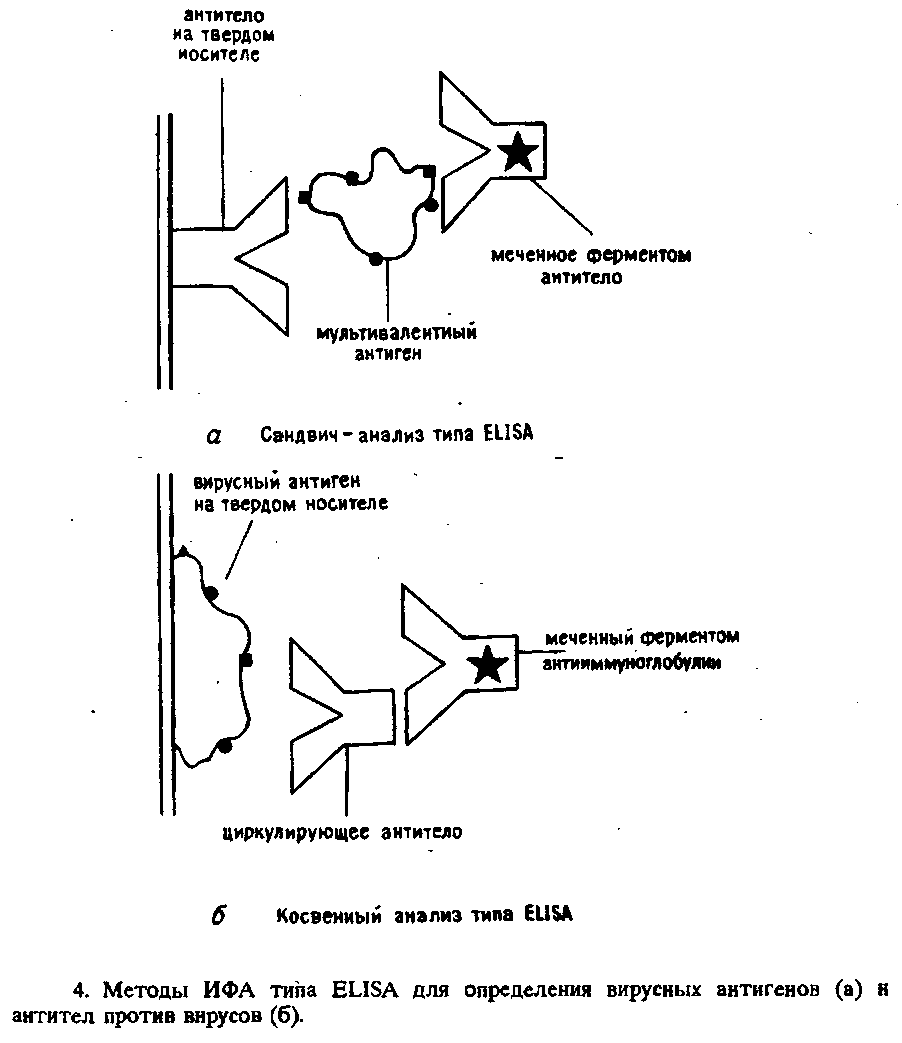 антитело
на твердом
носителе
меченное ферментом
антитело
мультивалентный
антиген
а Сандвич-анализ типа ELISA
вирусный антиген
на твердом носителе
меченный ферментом
антииммуноглобулин
циркулирующее антитело
б Косвенный анализ типа ELISA
4. Методы ИФА типа ELISA для определения вирусных антигенов (а) и
антител против вирусов (б).